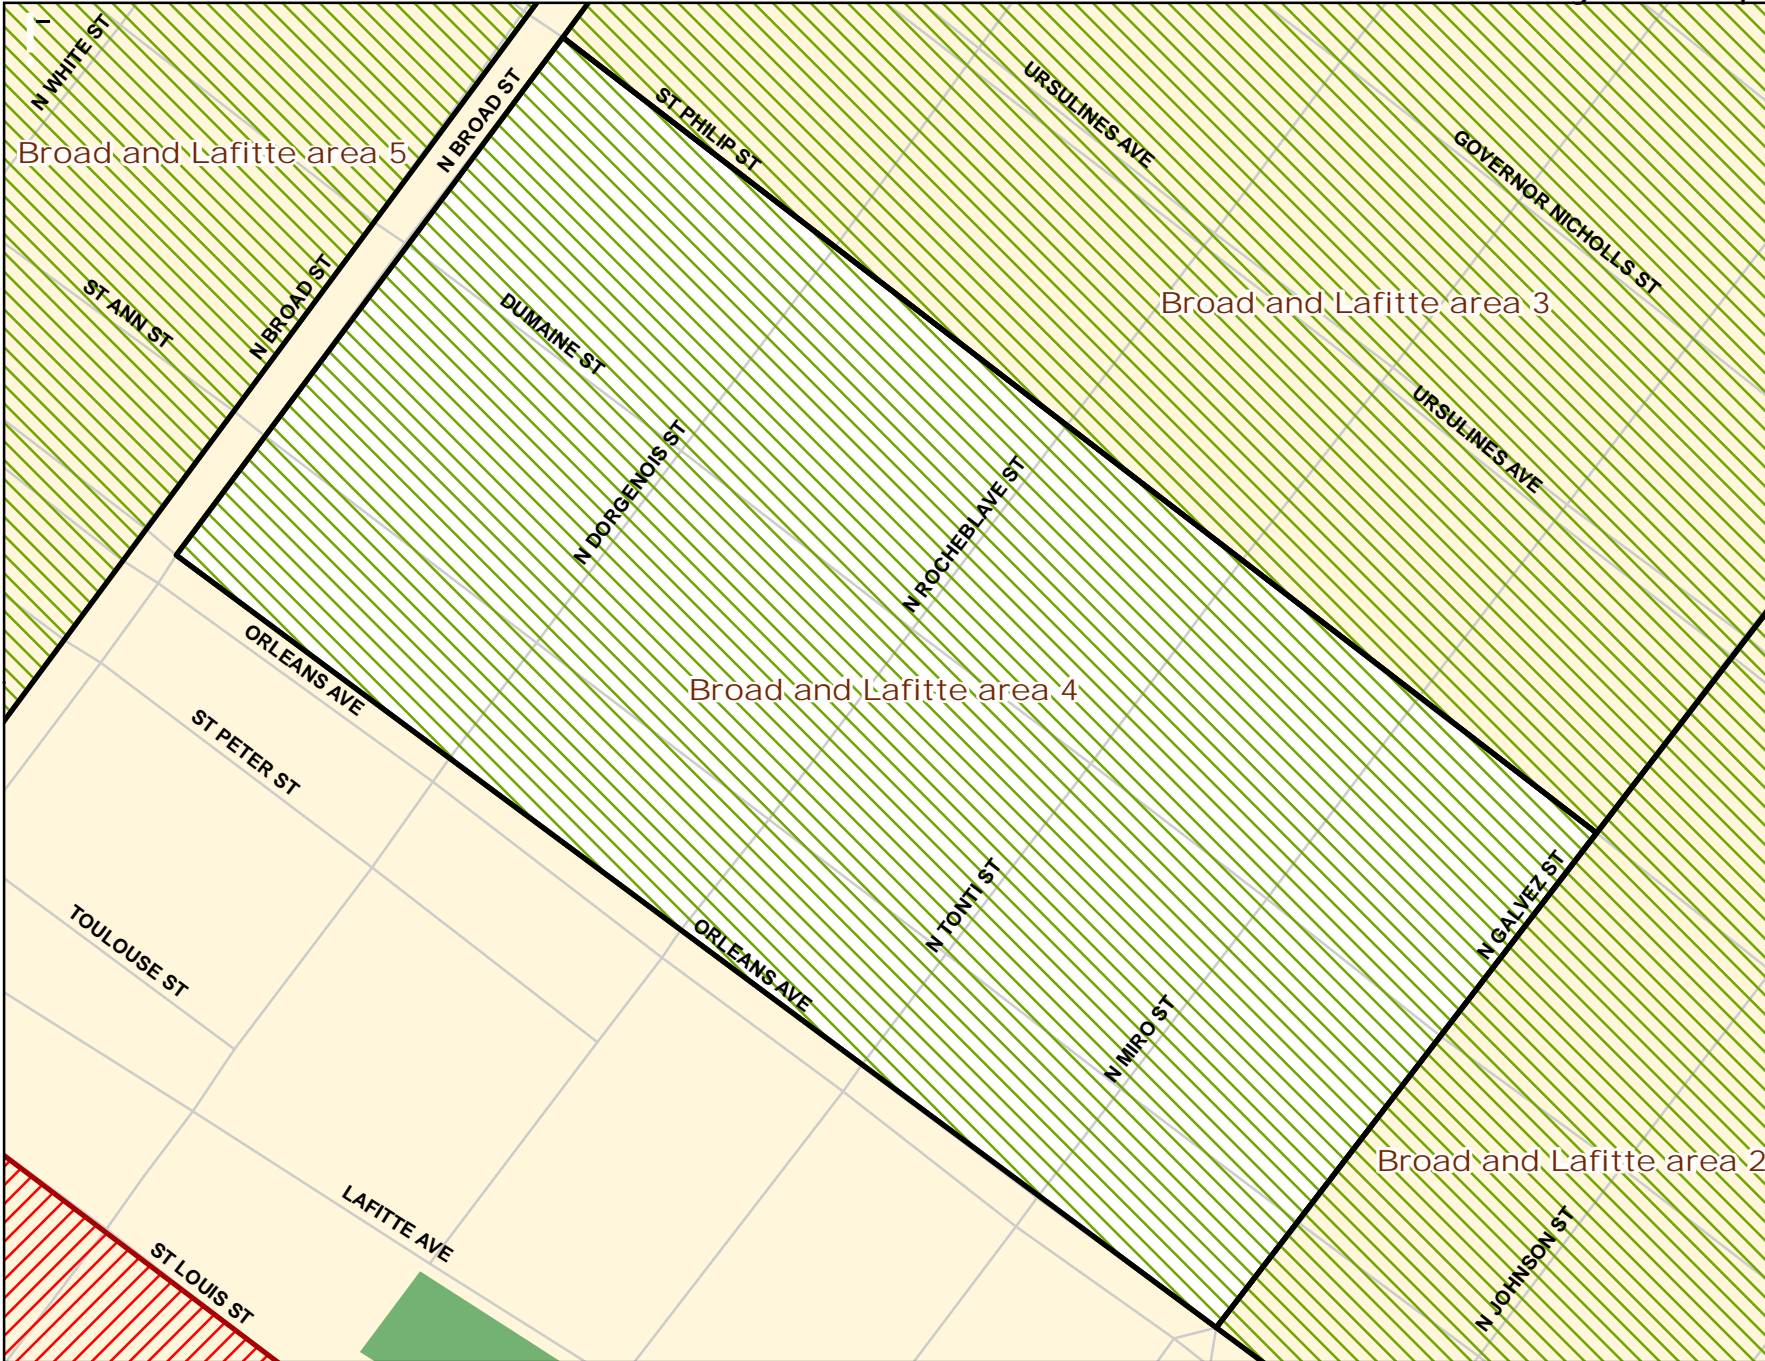 N WHITE ST
N BROAD ST
ST PHILIP ST
URSULINES AVE
GOVERNOR NICHOLLS ST
Broad and Lafitte area 5
ST ANN ST
N BROAD ST
DUMAINE ST
Broad and Lafitte area 3
URSULINES AVE
N DORGENOIS ST
N ROCHEBLAVE ST
ORLEANS AVE
Broad and Lafitte area 4
ST PETER ST
TOULOUSE ST
ORLEANS AVE
N TONTI ST
N GALVEZ ST
N MIRO ST
Broad and Lafitte area 2
LAFITTE AVE
ST LOUIS ST
N JOHNSON ST